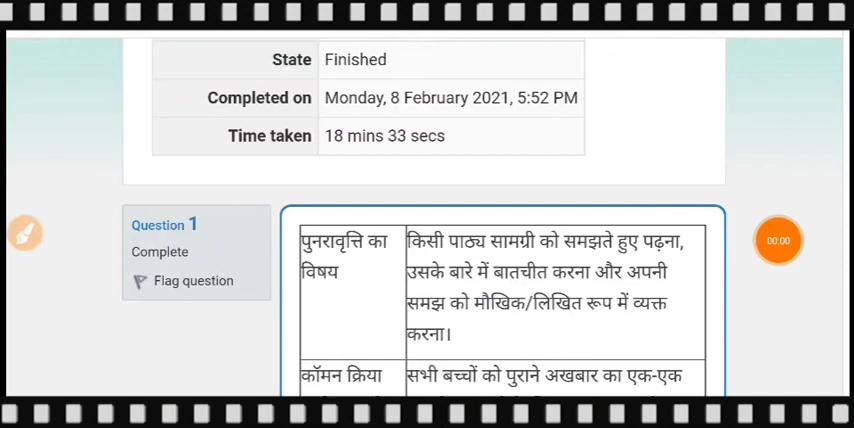 State Finished
Completed on Monday, 8 February 2021, 5:52 PM
Time taken 18 mins 33 secs
Question 1
Complete
Flag question
पुनरावृत्ति का
विषय
किसी पाठ्य सामग्री को समझते हुए पढ़ना,
उसके बारे में बातचीत करना और अपनी
समझ को मौखिक/लिखित रूप में व्यक्त
करना।
कॉमन क्रिया
सभी बच्चों को पुराने अखबार का एक-एक
00:00